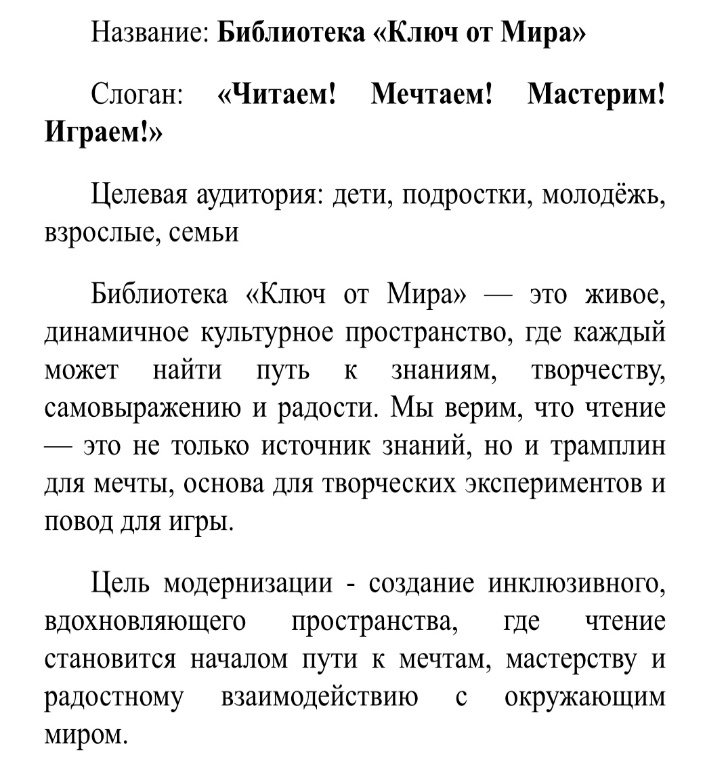 Название: Библиотека «Ключ от Мира»
Слоган: «Читаем! Мечтаем! Мастерим!
Играем!»
Целевая аудитория: дети, подростки, молодёжь,
взрослые, семьи
Библиотека «Ключ от Мира» — это живое,
динамичное культурное пространство, где каждый
может найти путь к знаниям, творчеству,
самовыражению и радости. Мы верим, что чтение
— это не только источник знаний, но и трамплин
для мечты, основа для творческих экспериментов и
повод для игры.
Цель модернизации - создание инклюзивного,
вдохновляющего пространства, где чтение
становится началом пути к мечтам, мастерству и
радостному взаимодействию с окружающим
миром.